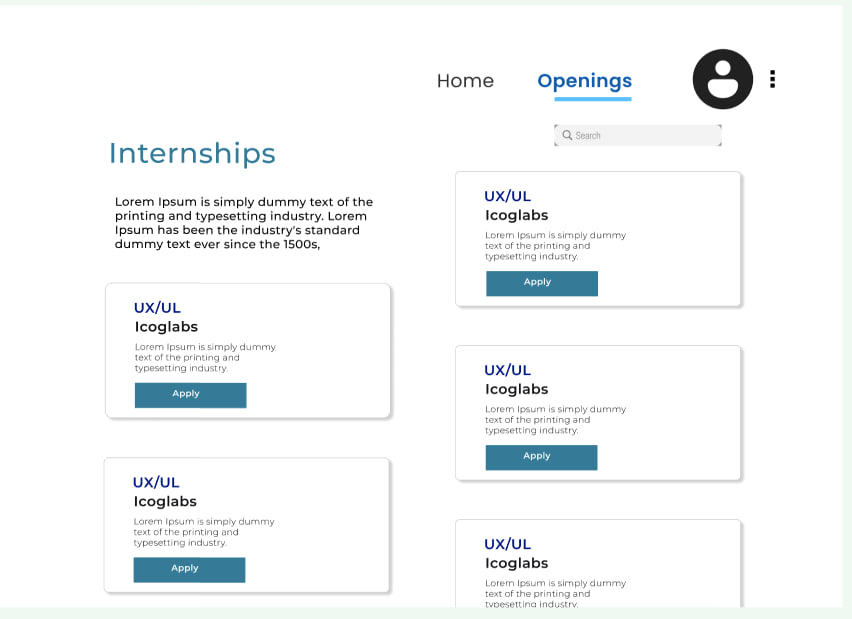 Home
Openings
Search
Internships
Lorem Ipsum is simply dummy text of the
printing and typesetting industry. Lorem
Ipsum has been the industry's standard
dummy text ever since the 1500s,
UX/UL
Icoglabs
Lorem Ipsum is simply dummy
text of the printing and
typesetting industry.
Apply
UX/UL
Icoglabs
Lorem Ipsum is simply dummy
text of the printing and
typesetting industry.
Apply
UX/UL
Icoglabs
Lorem Ipsum is simply dummy
text of the printing and
typesetting industry.
Apply
UX/UL
Icoglabs
Lorem Ipsum is simply dummy
text of the printing and
typesetting industry.
Apply
UX/UL
Icoglabs
Lorem Ipsum is simply dummy
text of the printing and
typesetting industry.